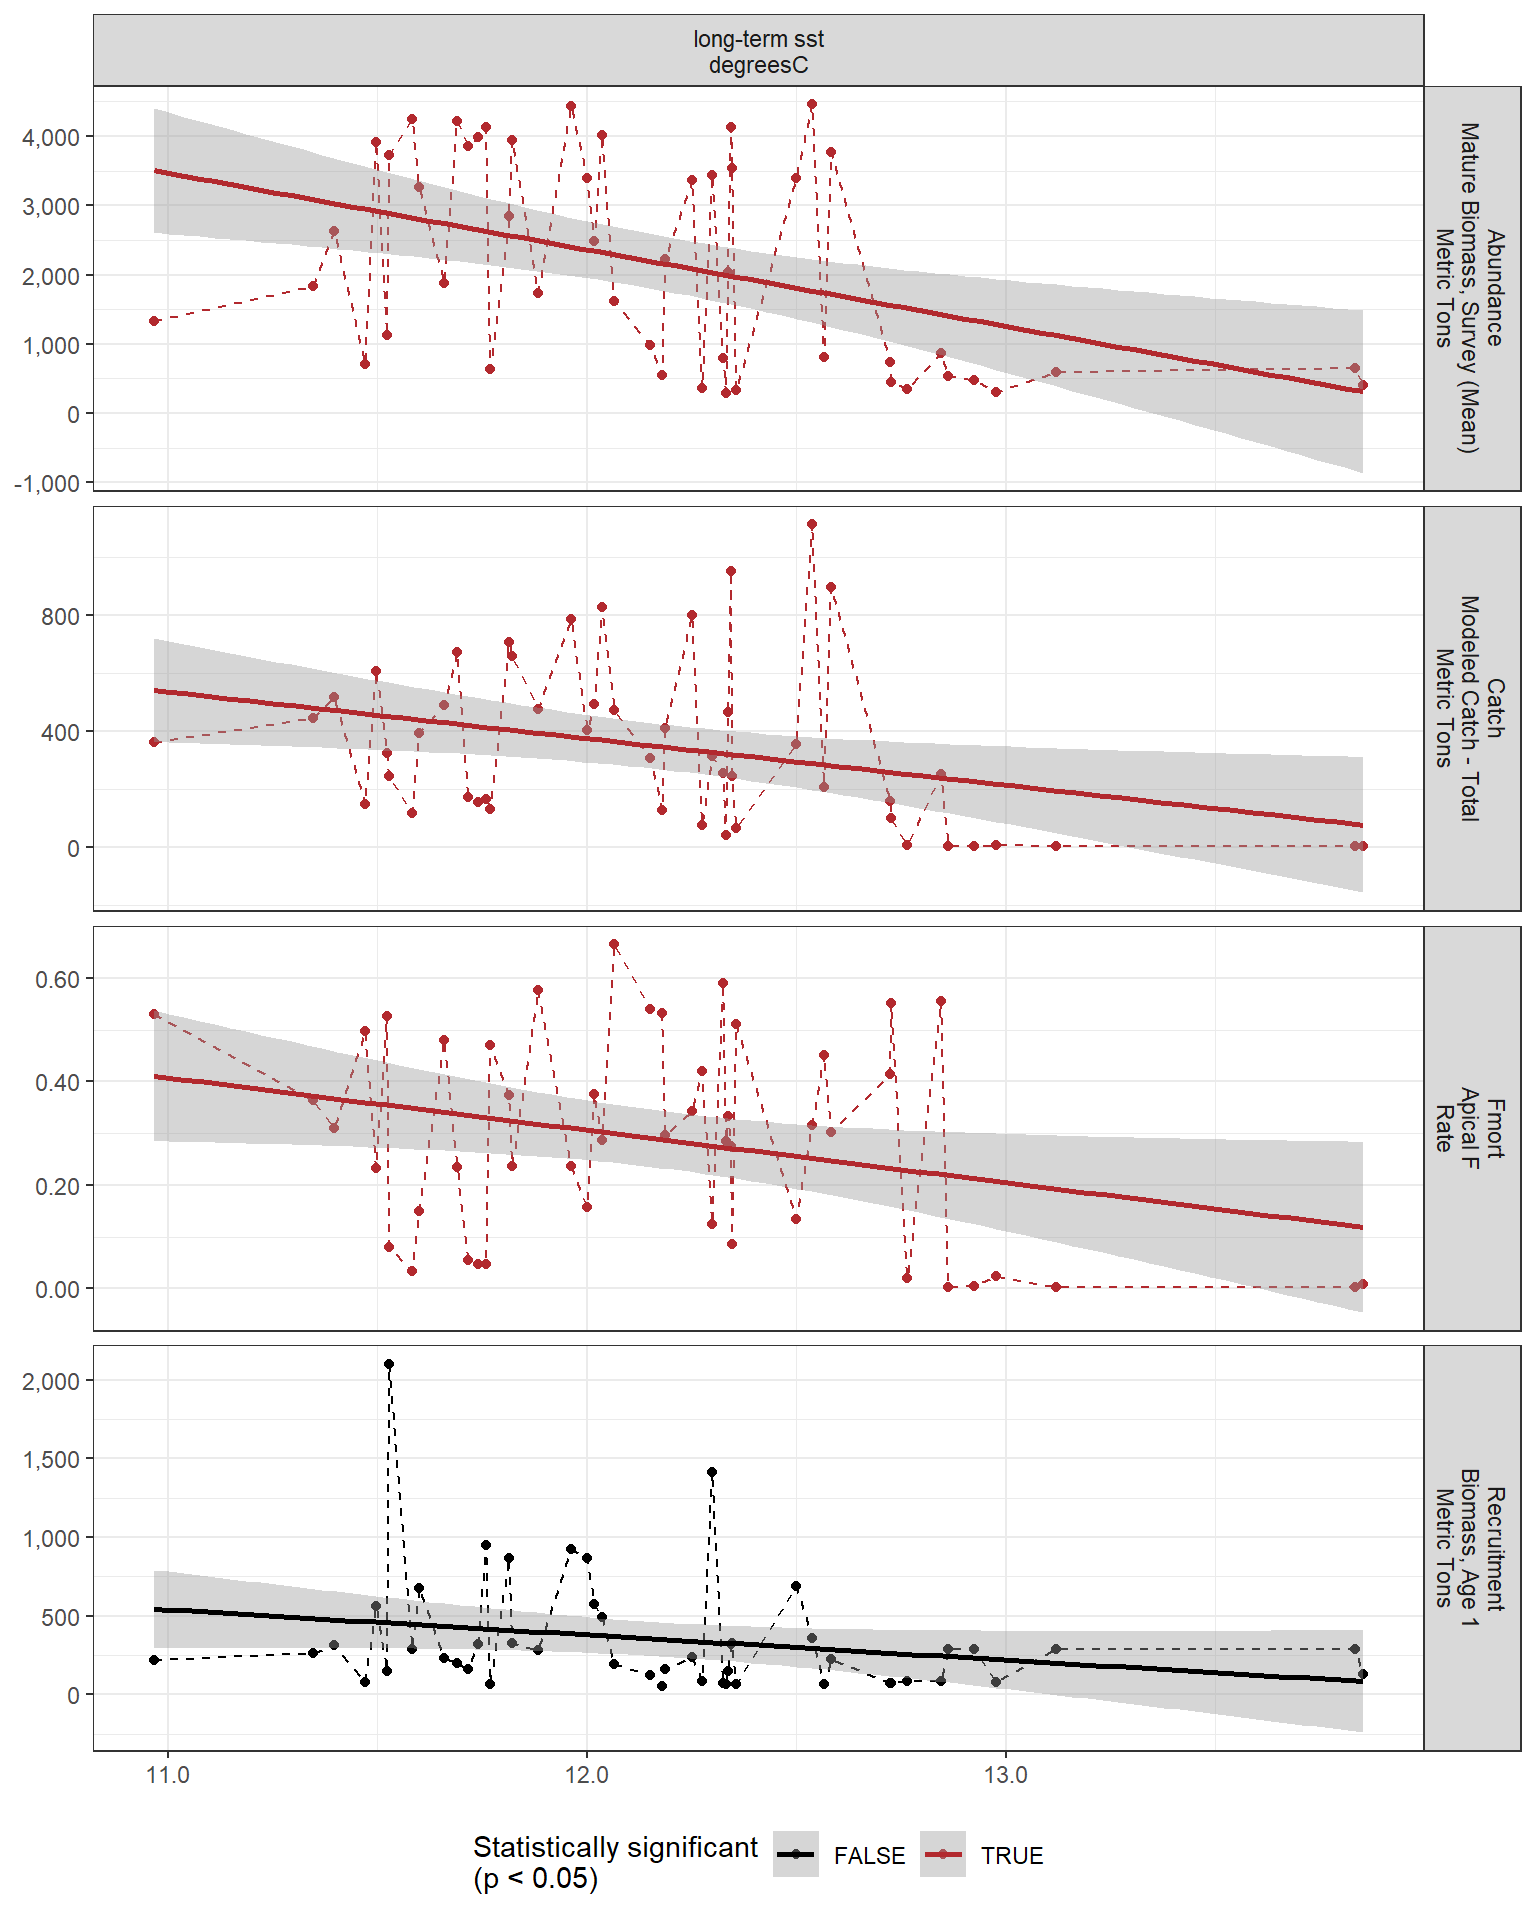 long-term sst
degreesC
4,000
3,000
2,000
1,000
0
-1,000
Abundance
Mature Biomass, Survey (Mean)
Metric Tons
800
400
0
Catch
Modeled Catch - Total
Metric Tons
0.60
0.40
0.20
0.00
Fmort
Apical F
Rate
2,000
1,500
1,000
500
0
Recruitment
Biomass, Age 1
Metric Tons
11.0
12.0
13.0
Statistically significant
(p < 0.05)
FALSE
TRUE